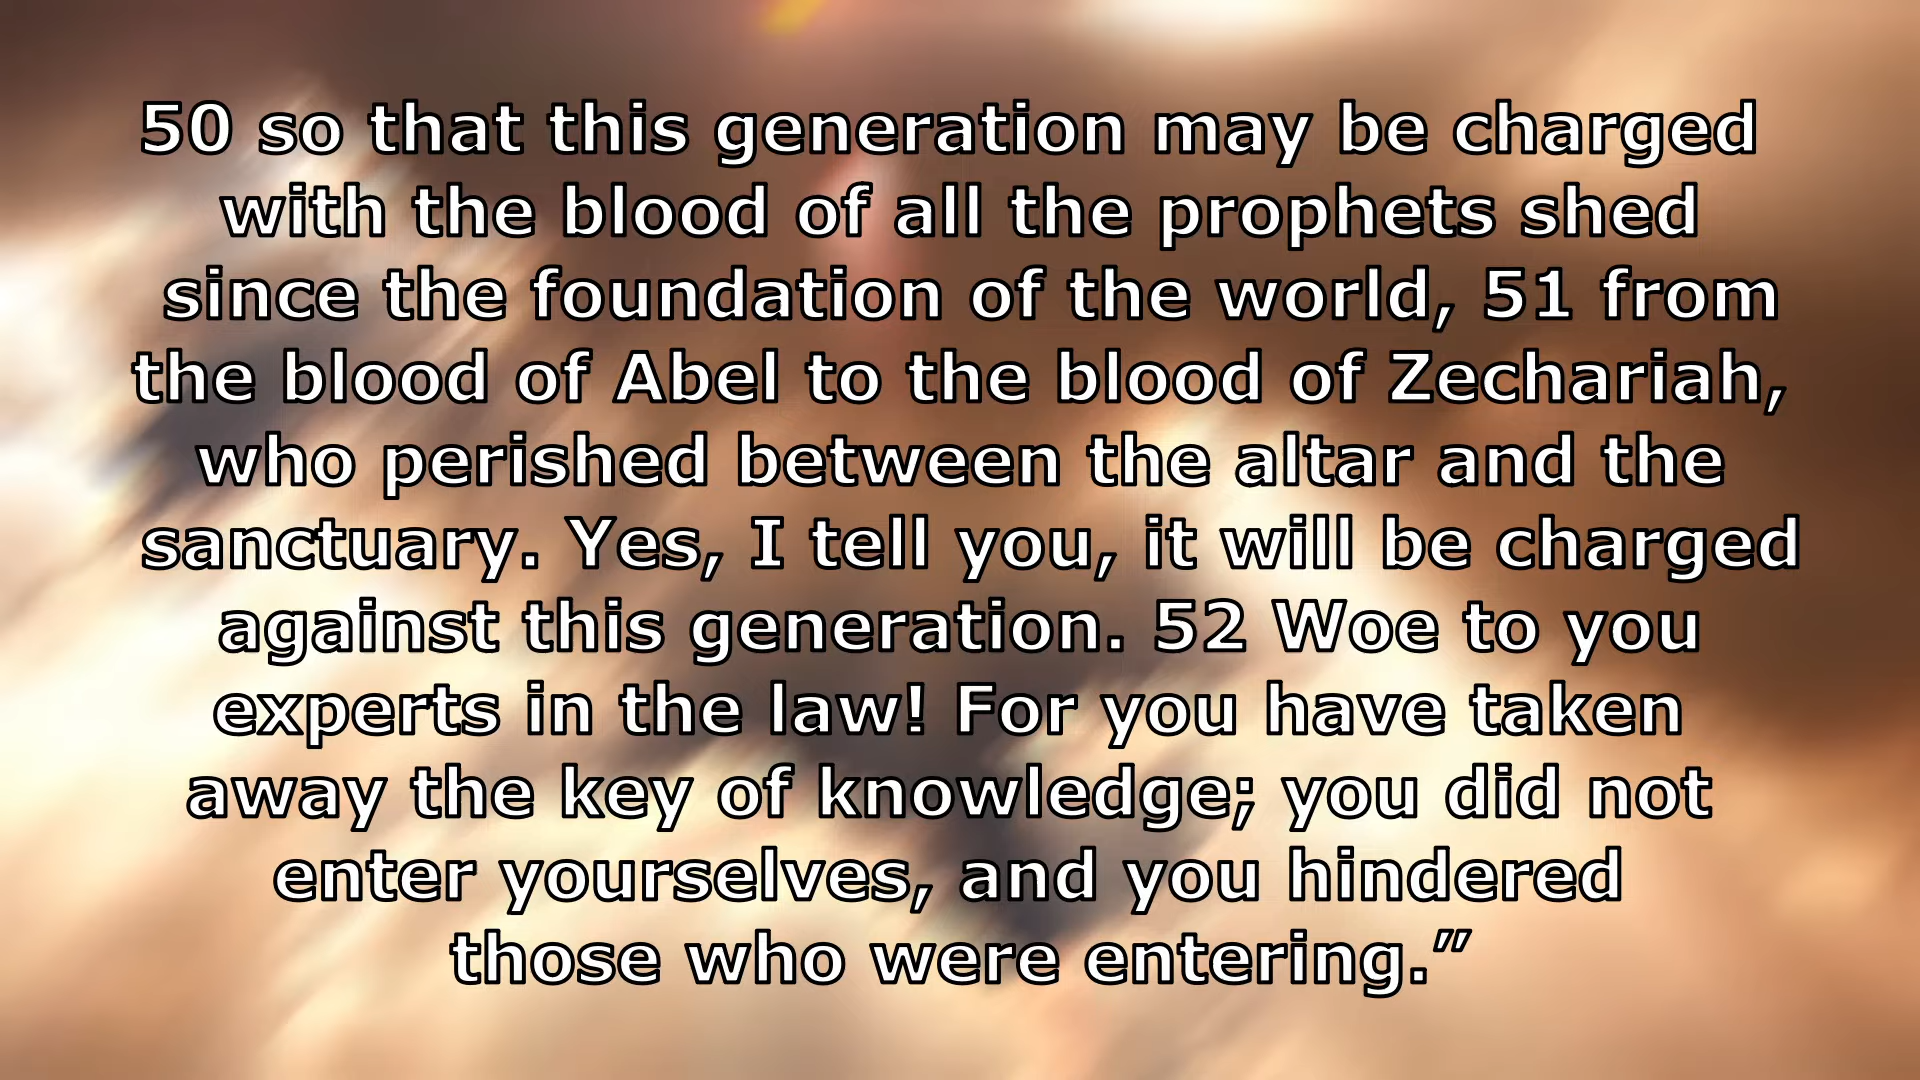 50 so that this generation may be charged
with the blood of all the prophets shed
since the foundation of the world, 51 from
the blood of Abel to the blood of Zechariah,
who perished between the altar and the
sanctuary. Yes, I tell you, it will be charged
against this generation. 52 Woe to you
experts in the law! For you have taken
away the key of knowledge; you did not
enter yourselves, and you hindered
those who were entering.”